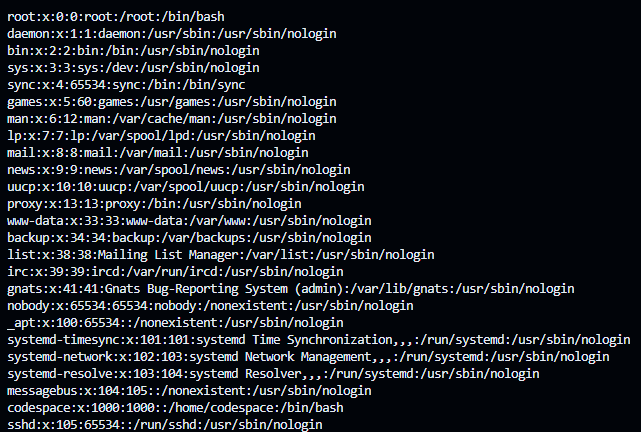 root:x:0:0:root:/root:/bin/bash
daemon:x:1:1:daemon:/usr/sbin:/usr/sbin/nologin
bin:x:2:2:bin:/bin:/usr/sbin/nologin
sys:x:3:3:sys:/dev:/usr/sbin/nologin
sync:x:4:65534:sync:/bin:/bin/sync
games:x:5:60:games:/usr/games:/usr/sbin/nologin
man:x:6:12:man:/var/cache/man:/usr/sbin/nologin
lp:x:7:7:lp:/var/spool/lpd:/usr/sbin/nologin
mail:x:8:8:mail:/var/mail:/usr/sbin/nologin
news:x:9:9:news:/var/spool/news:/usr/sbin/nologin
uucp:x:10:10:uucp:/var/spool/uucp:/usr/sbin/nologin
proxy:x:13:13:proxy:/bin:/usr/sbin/nologin
www-data:x:33:33:www-data:/var/www:/usr/sbin/nologin
backup:x:34:34:backup:/var/backups:/usr/sbin/nologin
list:x:38:38:Mailing List Manager:/var/list:/usr/sbin/nologin
irc:x:39:39:ircd:/var/run/ircd:/usr/sbin/nologin
gnats:x:41:41:Gnats Bug-Reporting System (admin):/var/lib/gnats:/usr/sbin/nologin
nobody:x:65534:65534:nobody:/nonexistent:/usr/sbin/nologin
_apt:x:100:65534::/nonexistent:/usr/sbin/nologin
systemd-timesync:x:101:101:systemd Time Synchronization,,,:/run/systemd:/usr/sbin/nologin
systemd-network:x:102:103:systemd Network Management,,,:/run/systemd:/usr/sbin/nologin
systemd-resolve:x:103:104:systemd Resolver,,,:/run/systemd:/usr/sbin/nologin
messagebus:x:104:105::/nonexistent:/usr/sbin/nologin
codespace:x:1000:1000::/home/codespace:/bin/bash
sshd:x:105:65534::/run/sshd:/usr/sbin/nologin